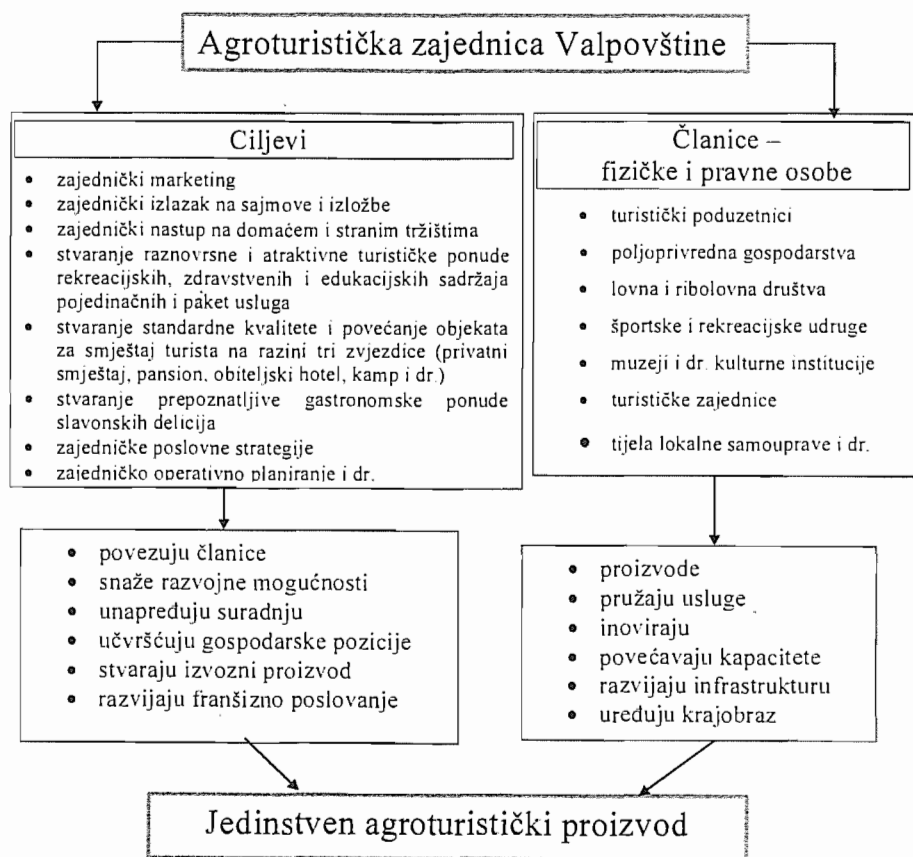 Agroturistička zajednica Valpovštine
Ciljevi
• zajednički marketing
• zajednički izlazak na sajmove i izložbe
• zajednički nastup na domaćem i stranim tržištima
• stvaranje raznovrsne i atraktivne turističke ponude
rekreacijskih, zdravstvenih i edukacijskih sadržaja
pojedinačnih i paket usluga
• stvaranje standardne kvalitete i povećanje objekata
za smještaj turista na razini tri zvjezdice (privatni
smještaj, pansion, obiteljski hotel, kamp i dr.)
• stvaranje prepoznatljive gastronomske ponude
slavonskih delicija
• zajedničke poslovne strategije
• zajedničko operativno planiranje i dr.
Članice –
fizičke i pravne osobe
• turistički poduzetnici
• poljoprivredna gospodarstva
• lovna i ribolovna društva
• športske i rekreacijske udruge
• muzeji i dr. kulturne institucije
• turističke zajednice
• tijela lokalne samouprave i dr.
• povezuju članice
• snaže razvojne mogućnosti
• unapređuju suradnju
• učvršćuju gospodarske pozicije
• stvaraju izvozni proizvod
• razvijaju franšizno poslovanje
• proizvode
• pružaju usluge
• inoviraju
• povećavaju kapacitete
• razvijaju infrastrukturu
• uređuju krajobraz
Jedinstven agroturistički proizvod